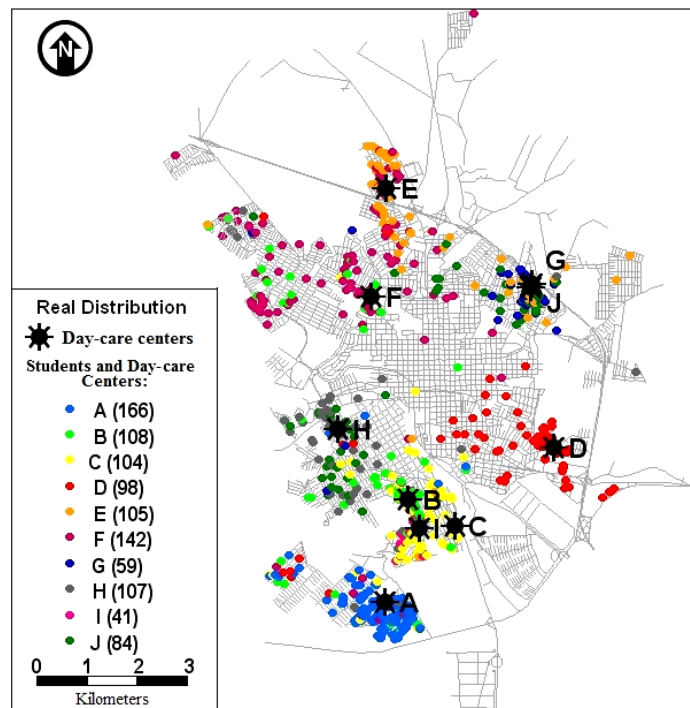 N
E
G
F
J
H
D
B
I
C
A
Real Distribution
Day-care centers
Students and Day-care
Centers:
A (166)
B (108)
C (104)
D (98)
E (105)
F (142)
G (59)
H (107)
I (41)
J (84)
0 1 2 3
Kilometers